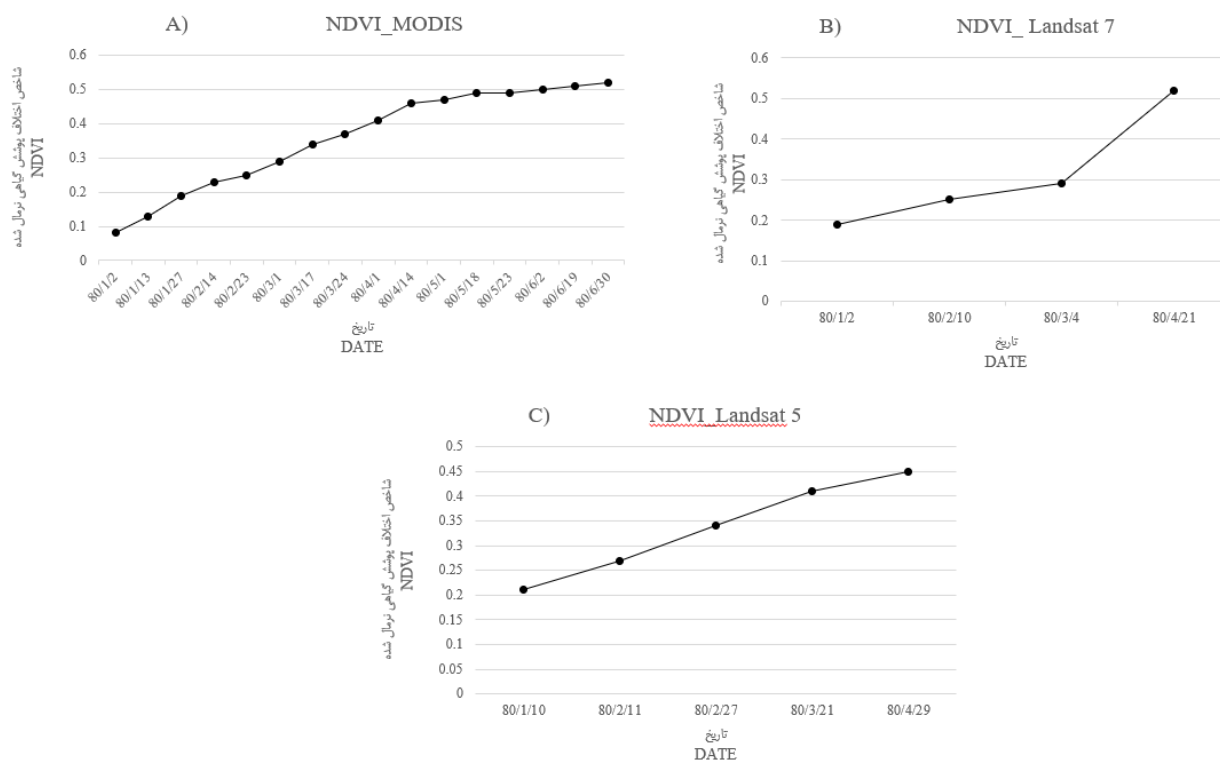 A) NDVI_MODIS
شاخص اختلاف پوشش گیاهی نرمال شده
NDVI
0.6
0.5
0.4
0.3
0.2
0.1
0
80/1/2 80/1/13 80/1/27 80/2/14 80/2/23 80/3/1 80/3/17 80/3/24 80/4/1 80/4/14 80/5/1 80/5/18 80/5/23 80/6/2 80/6/19 80/6/30
تاریخ
DATE
B) NDVI_ Landsat 7
شاخص اختلاف پوشش گیاهی نرمال شده
NDVI
0.6
0.5
0.4
0.3
0.2
0.1
0
80/1/2 80/2/10 80/3/4 80/4/21
تاریخ
DATE
C) NDVI_Landsat 5
شاخص اختلاف پوشش گیاهی نرمال شده
NDVI
0.5
0.45
0.4
0.35
0.3
0.25
0.2
0.15
0.1
0.05
0
80/1/10 80/2/11 80/2/27 80/3/21 80/4/29
تاریخ
DATE